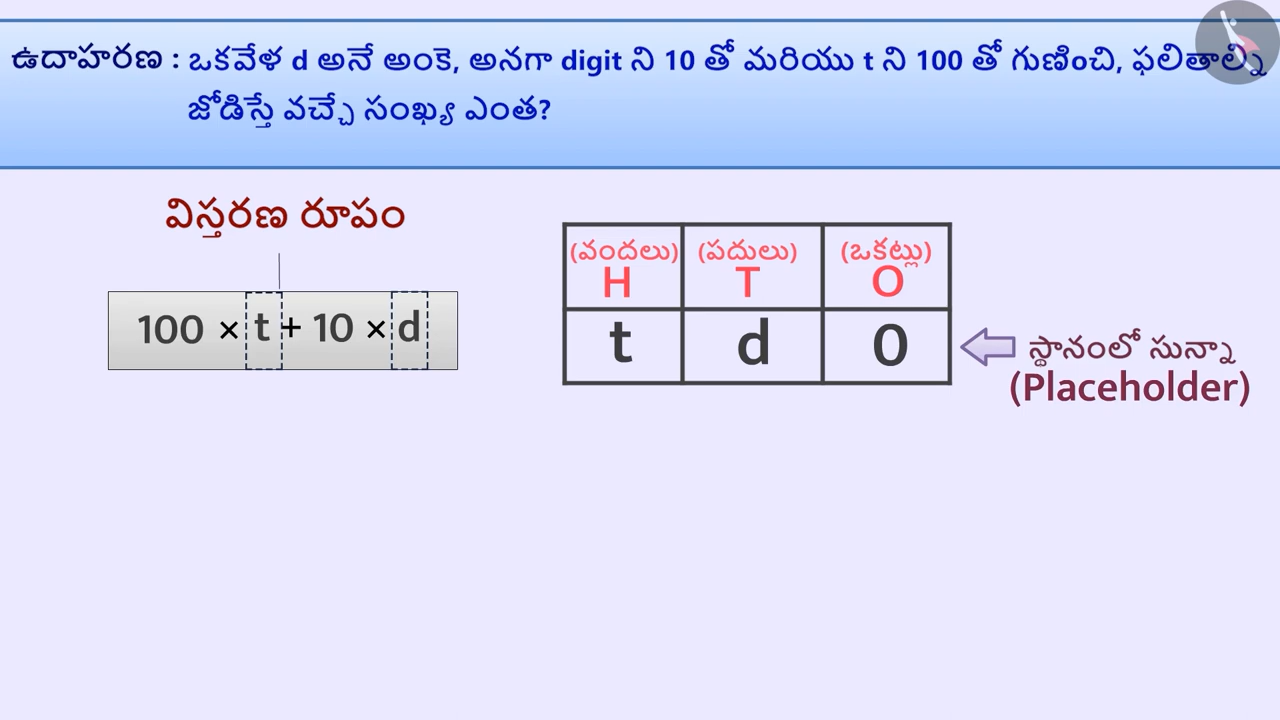 ఉదాహరణ : ఒకవేళ d అనే అంకె, అనగా digit ని 10 తో మరియు t ని 100 తో గుణించి, ఫలితాల్ని
జోడిస్తే వచ్చే సంఖ్య ఎంత?
విస్తరణ రూపం
100 × t + 10 × d
(వందలు) (పదులు) (ఒకట్లు)
H T O
t d 0
స్థానంలో సున్నా
(Placeholder)